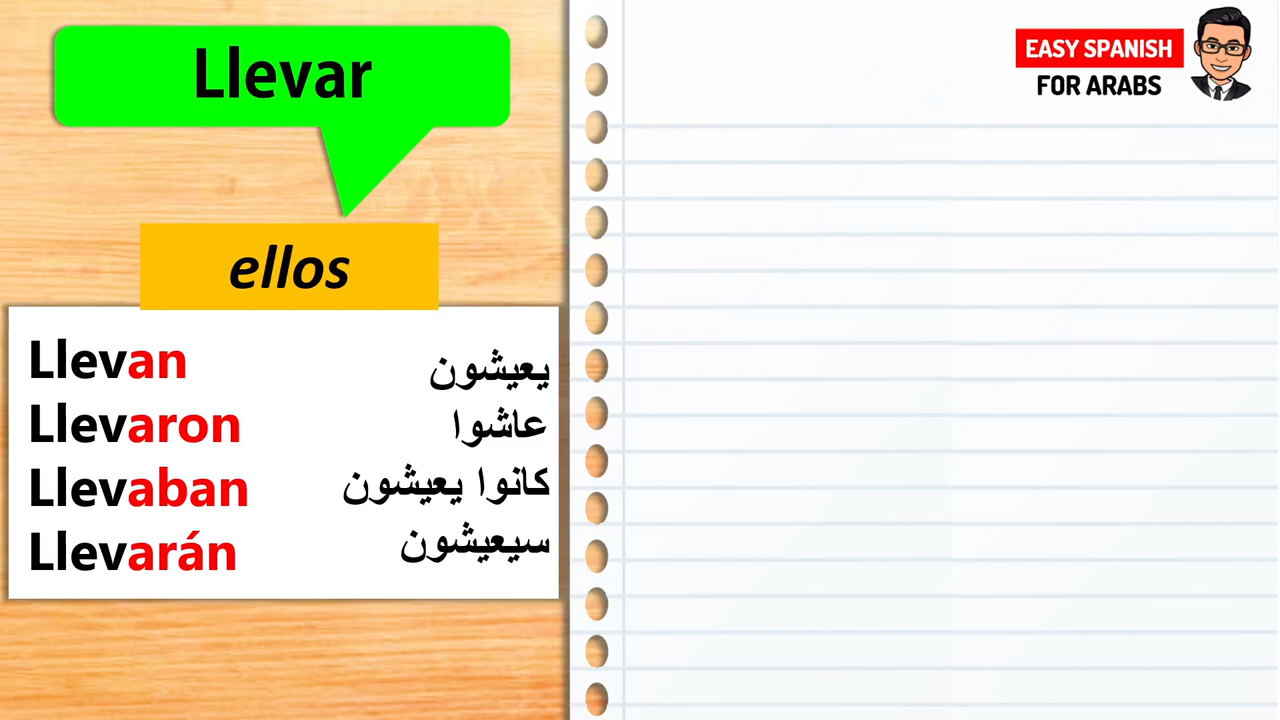 Llevar
EASY SPANISH
FOR ARABS
ellos
Llevan
يعيشون
Llevaron
عاشوا
Llevaban
كانوا يعيشون
Llevarán
سيعيشون